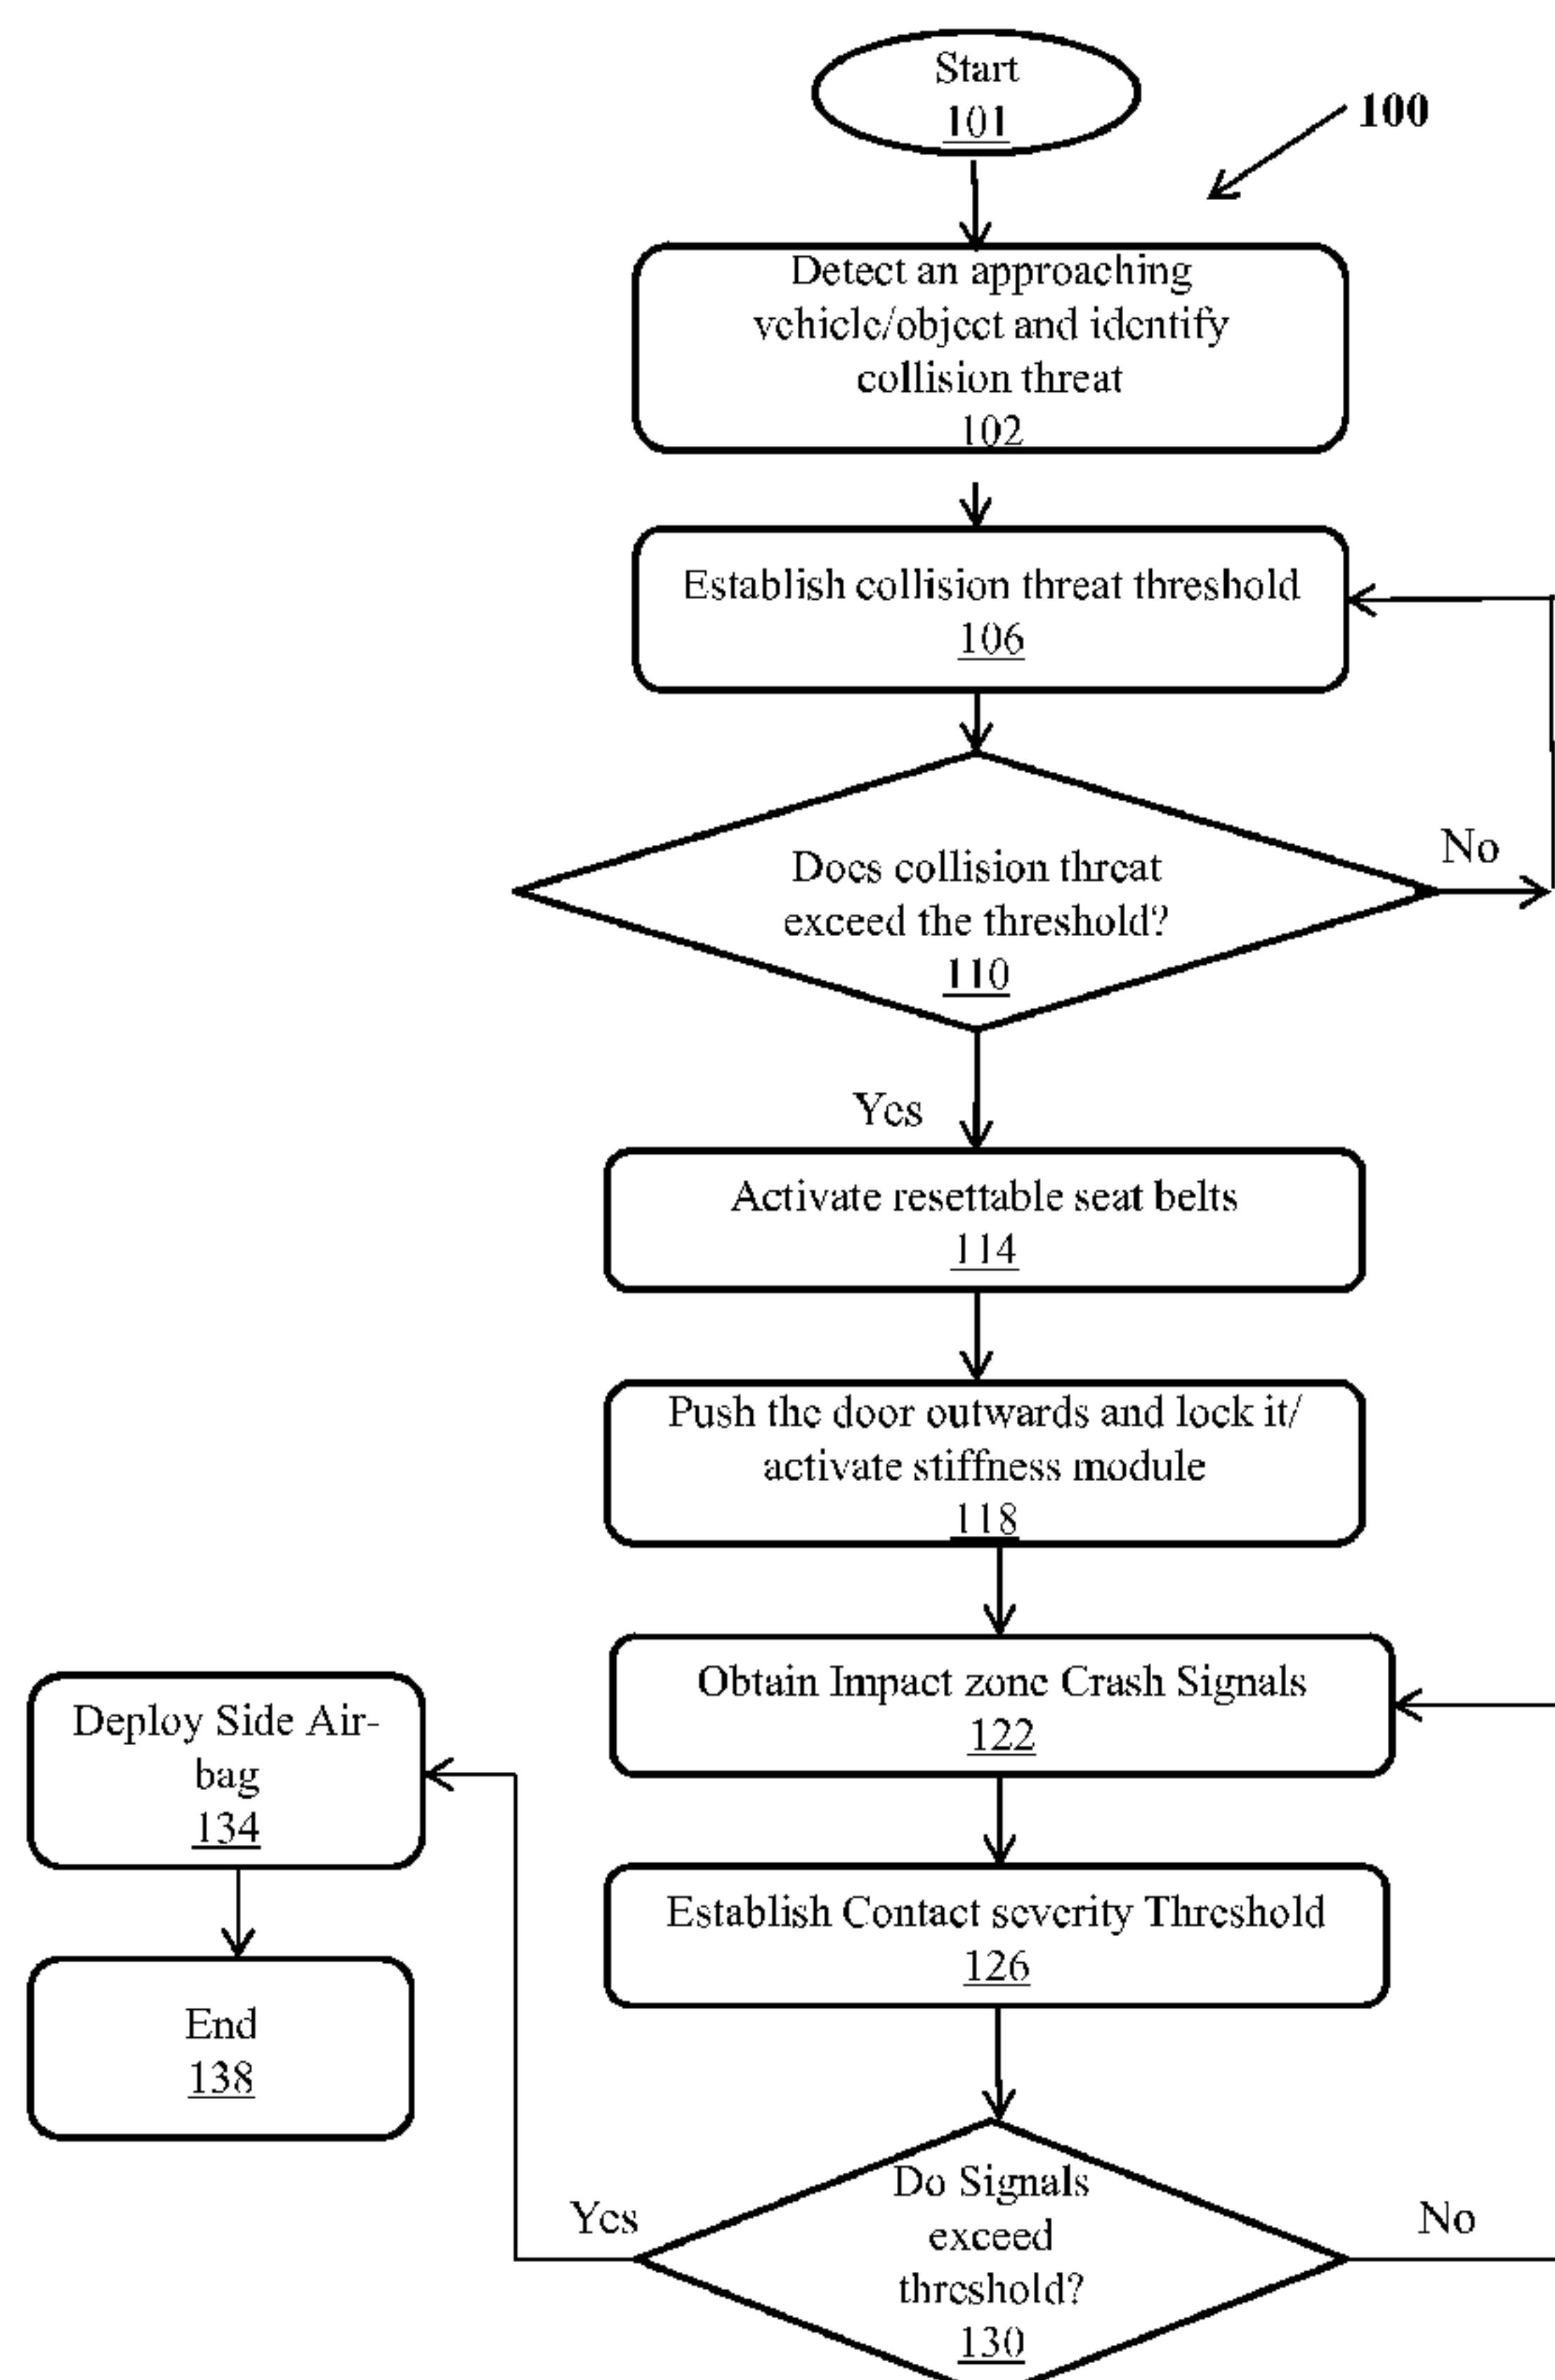 Start
101
100
Detect an approaching
vehicle/object and identify
collision threat
102
Establish collision threat threshold
106
Does collision threat
exceed the threshold?
110
No
Yes
Activate resettable seat belts
114
Push the door outwards and lock it/
activate stiffness module
118
Obtain Impact zone Crash Signals
122
Deploy Side Air-
bag
134
Establish Contact severity Threshold
126
End
138
Do Signals
exceed
threshold?
130
Yes
No